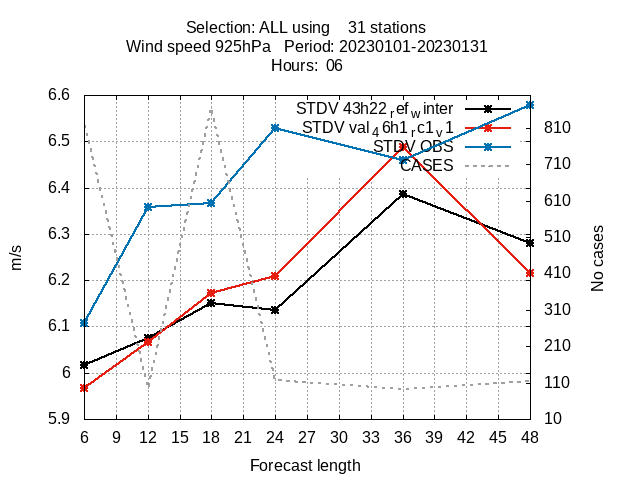 Selection: ALL using 31 stations
Wind speed 925hPa Period: 20230101-20230131
Hours: 06
STDV 43h22ref winter
STDV val46h1rc1v1
STDV OBS
CASES
6.6
6.5
6.4
6.3
6.2
6.1
6
5.9
m/s
810
710
610
510
410
310
210
110
10
No cases
6 9 12 15 18 21 24 27 30 33 36 39 42 45 48
Forecast length